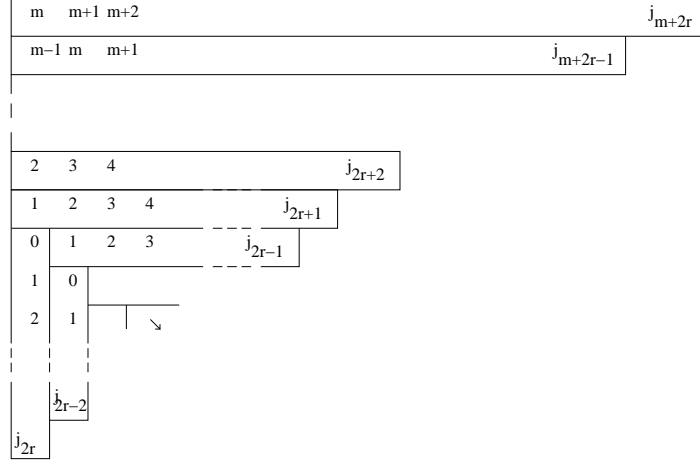 m m+1 m+2 j_{m+2r}
m−1 m m+1 j_{m+2r−1}
2 3 4 j_{2r+2}
1 2 3 4 j_{2r+1}
0 1 2 3 j_{2r−1}
1 0
2 1 ↘
j_{2r−2}
j_{2r}